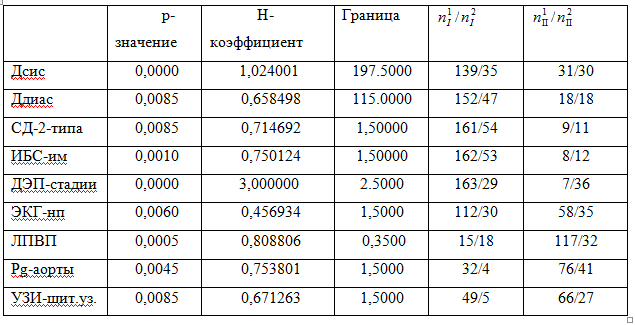 р-значение H-коэффициент Граница n_I^1/n_I^2 n_II^1/n_II^2
Дсис 0,0000 1,024001 197.5000 139/35 31/30
Ддиас 0,0085 0,658498 115.0000 152/47 18/18
СД-2-типа 0,0085 0,714692 1,50000 161/54 9/11
ИБС-им 0,0010 0,750124 1,50000 162/53 8/12
ДЭП-стадии 0,0000 3,000000 2.5000 163/29 7/36
ЭКГ-нп 0,0060 0,456934 1,5000 112/30 58/35
ЛПВП 0,0005 0,808806 0,3500 15/18 117/32
Pg-аорты 0,0045 0,753801 1,5000 32/4 76/41
УЗИ-щит.уз. 0,0085 0,671263 1,5000 49/5 66/27